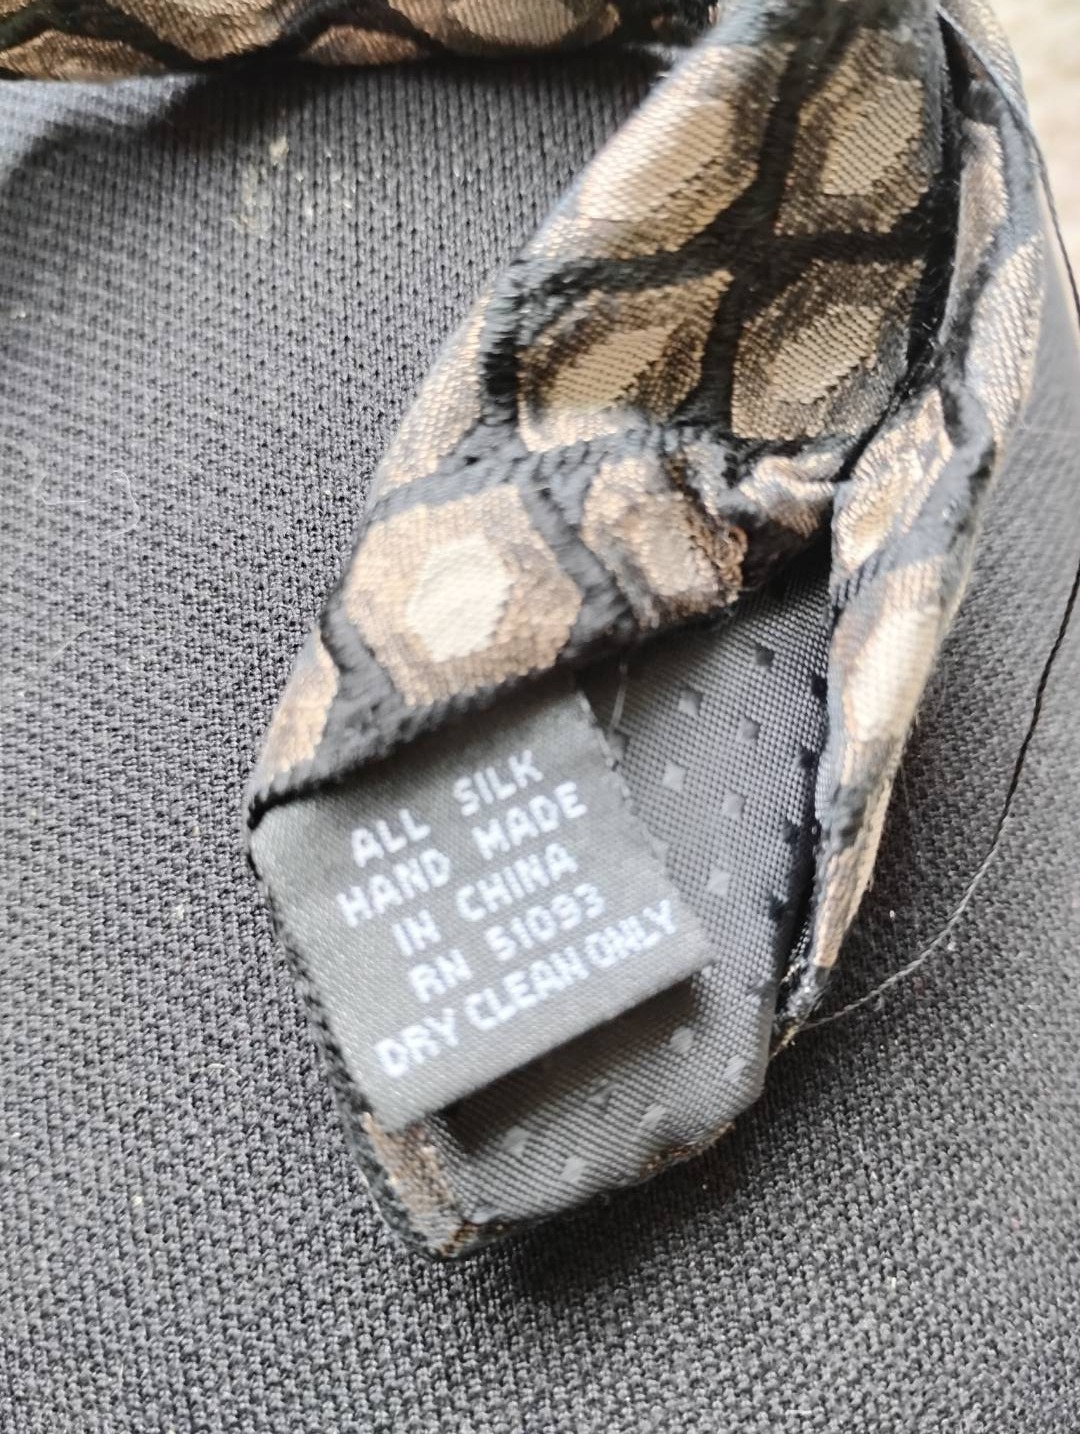 ALL SILK
HAND MADE
IN CHINA
RN 51093
DRY CLEAN ONLY